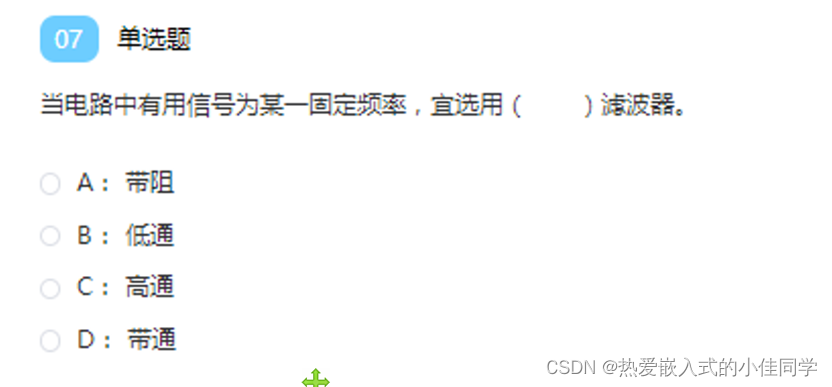 07 单选题
当电路中有用信号为某一固定频率，宜选用（　　）滤波器。
A： 带阻
B： 低通
C： 高通
D： 带通
CSDN @热爱嵌入式的小佳同学